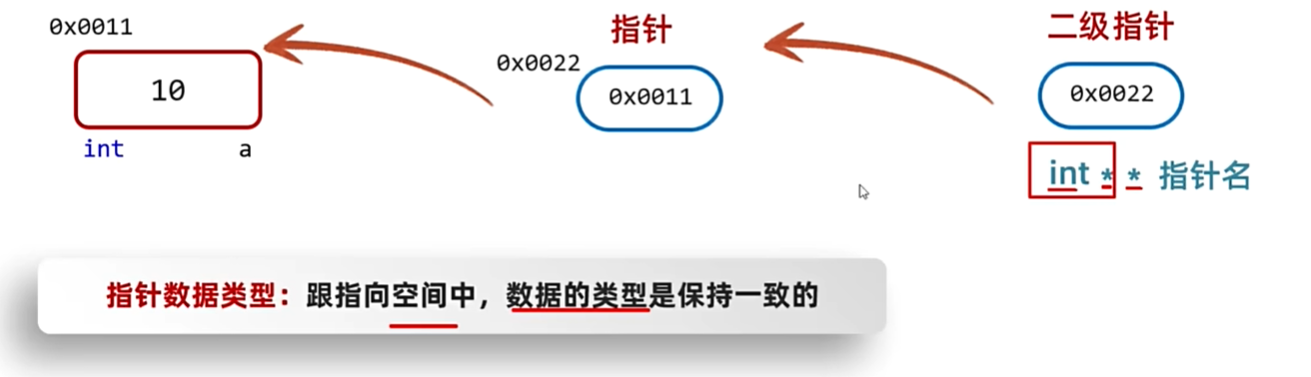 0x0011
10
int a
指针
0x0022
0x0011
二级指针
0x0022
int * * 指针名
指针数据类型：跟指向空间中，数据的类型是保持一致的